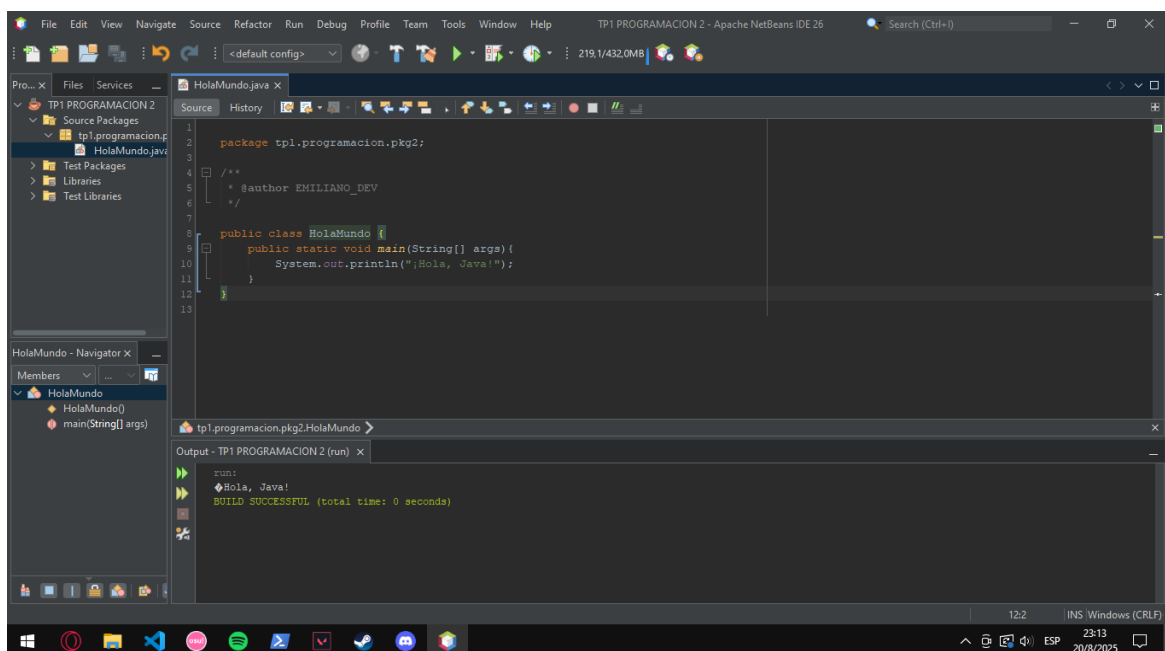 File Edit View Navigate Source Refactor Run Debug Profile Team Tools Window Help TP1 PROGRAMACION 2 - Apache NetBeans IDE 26 Search (Ctrl+I)
<default config> 219,1/432,0MB
Pro... Files Services
HolaMundo.java
TP1 PROGRAMACION 2
Source Packages
tp1.programacion.p
HolaMundo.java
Test Packages
Libraries
Test Libraries
Source History
1
2 package tp1.programacion.pkg2;
3
4 /**
5 * @author EMILIANO_DEV
6 */
7
8 public class HolaMundo {
9 public static void main(String[] args){
10 System.out.println("¡Hola, Java!");
11 }
12 }
13
HolaMundo - Navigator
Members ...
HolaMundo
HolaMundo()
main(String[] args)
tp1.programacion.pkg2.HolaMundo
Output - TP1 PROGRAMACION 2 (run)
run:
�Hola, Java!
BUILD SUCCESSFUL (total time: 0 seconds)
12:2 INS Windows (CRLF)
osu!
ESP
23:13
20/8/2025